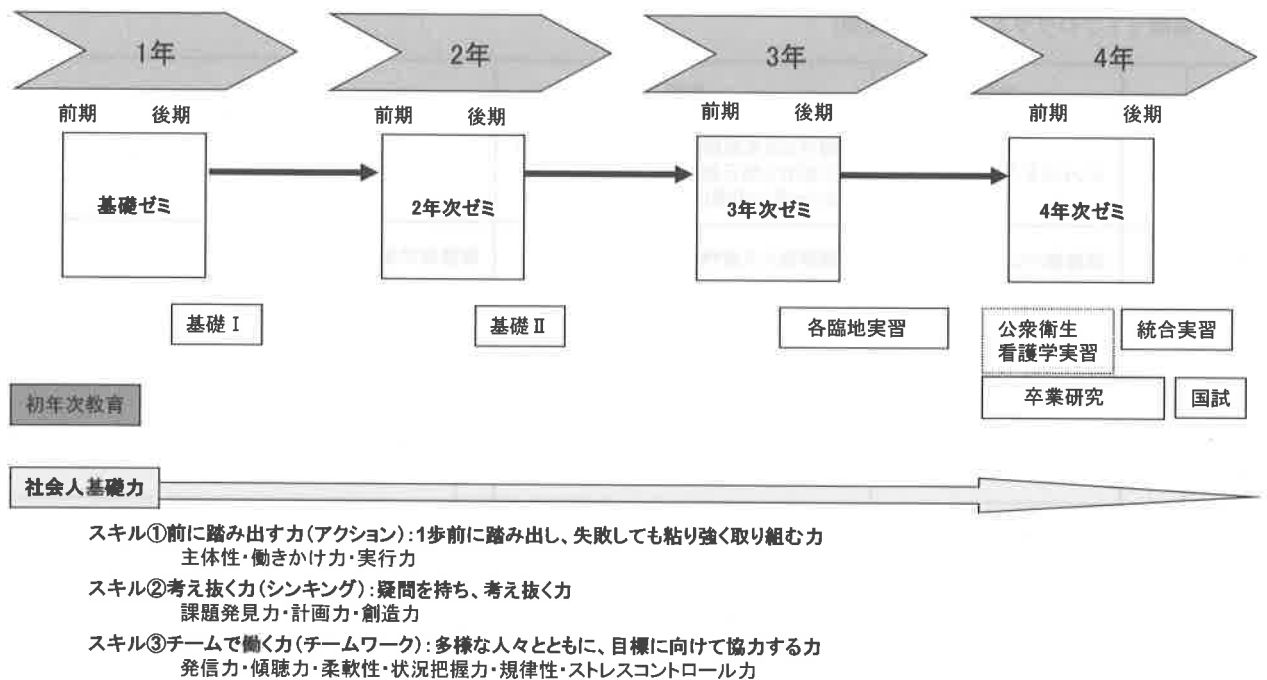 1年
2年
3年
4年
前期 後期
前期 後期
前期 後期
前期 後期
基礎ゼミ
2年次ゼミ
3年次ゼミ
4年次ゼミ
基礎Ⅰ
基礎Ⅱ
各臨地実習
公衆衛生
看護学実習
統合実習
卒業研究
国試
初年次教育
社会人基礎力
スキル①前に踏み出す力(アクション):1歩前に踏み出し、失敗しても粘り強く取り組む力
主体性・働きかけ力・実行力
スキル②考え抜く力(シンキング):疑問を持ち、考え抜く力
課題発見力・計画力・創造力
スキル③チームで働く力(チームワーク):多様な人々とともに、目標に向けて協力する力
発信力・傾聴力・柔軟性・状況把握力・規律性・ストレスコントロール力